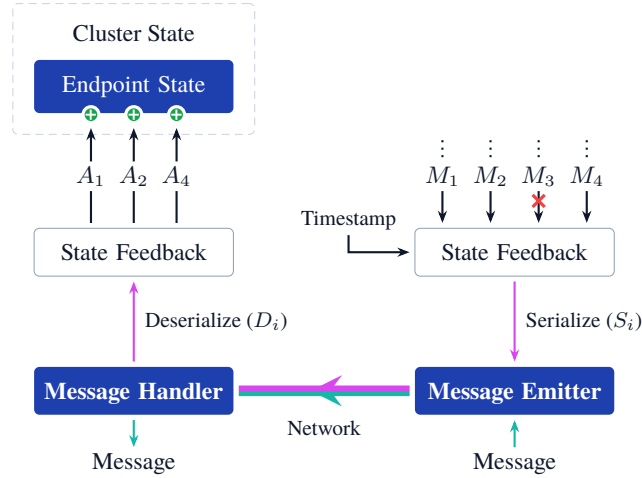 Cluster State
Endpoint State
⋮ ⋮ ⋮ ⋮
A₁ A₂ A₄
M₁ M₂ M₃ M₄
Timestamp
State Feedback
State Feedback
Deserialize (Dᵢ)
Serialize (Sᵢ)
Message Handler
Message Emitter
Network
Message
Message